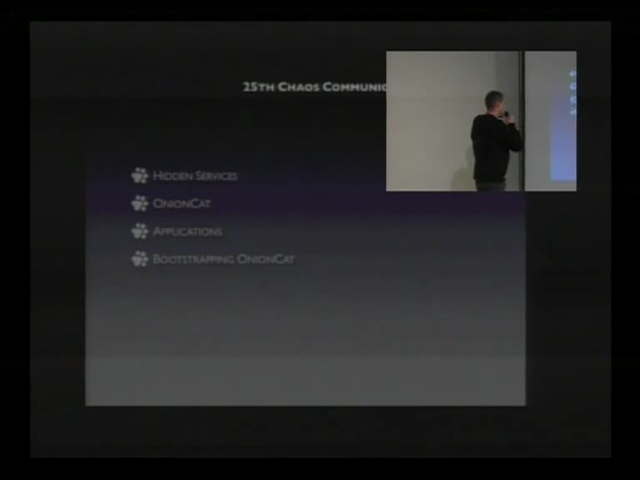 25th Chaos Communic
Hidden Services
OnionCat
Applications
Bootstrapping OnionCat